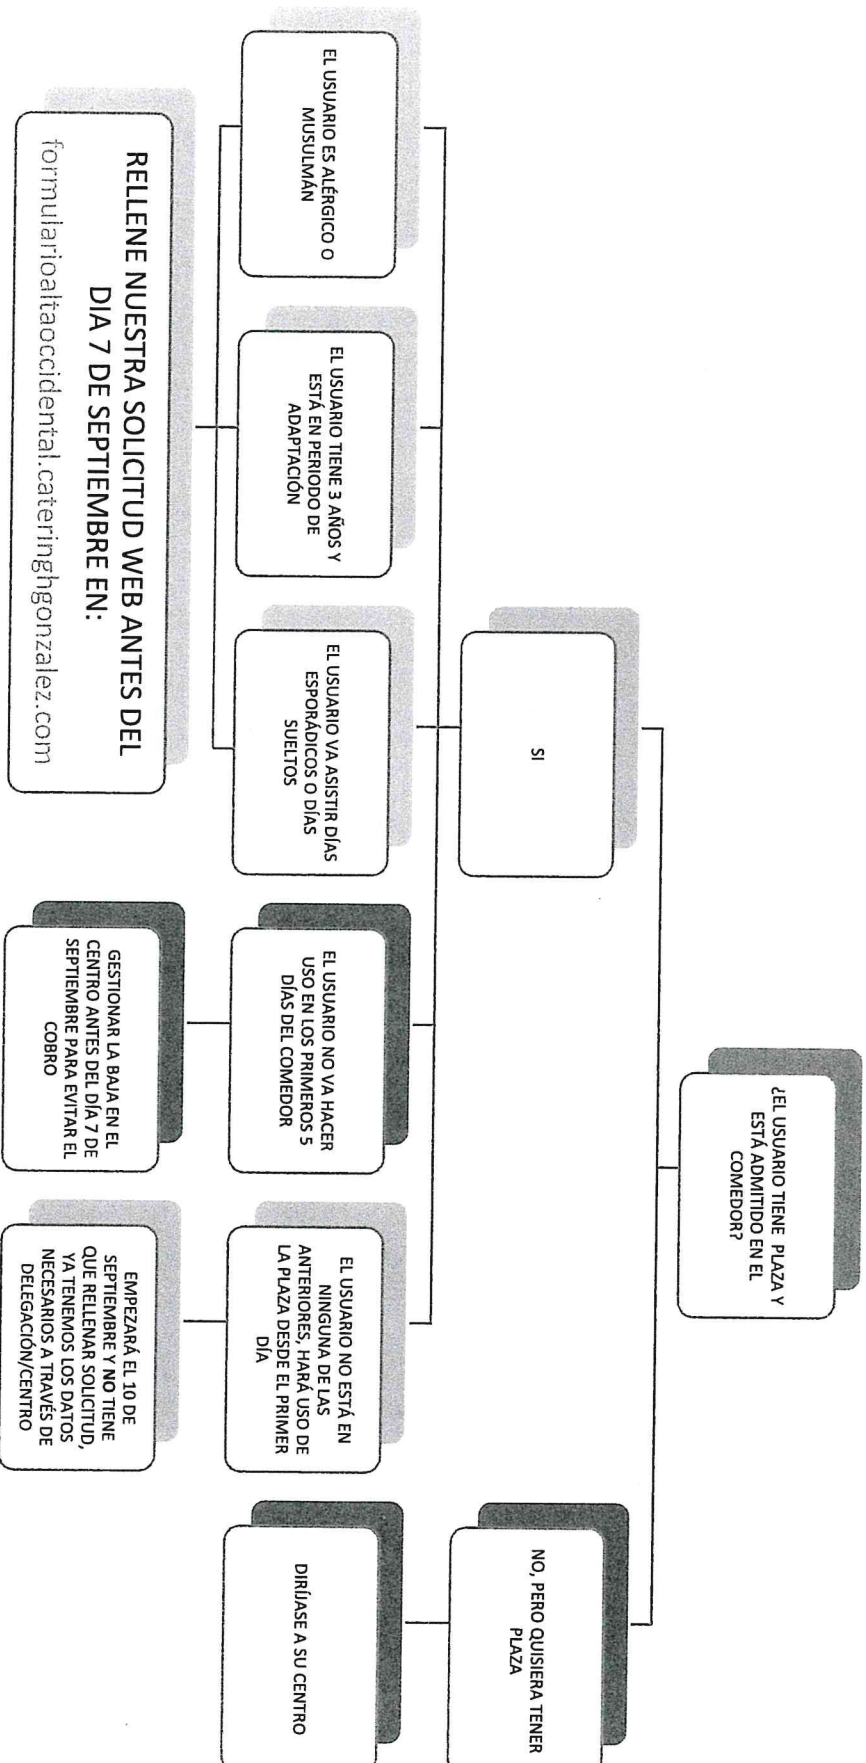 ¿EL USUARIO TIENE PLAZA Y
ESTÁ ADMITIDO EN EL
COMEDOR?
SI
NO, PERO QUISIERA TENER
PLAZA
EL USUARIO ES ALÉRGICO O
MUSULMÁN
EL USUARIO TIENE 3 AÑOS Y
ESTÁ EN PERIODO DE
ADAPTACIÓN
EL USUARIO VA ASISTIR DÍAS
ESPORÁDICOS O DÍAS
SUELTOS
EL USUARIO NO VA HACER
USO EN LOS PRIMEROS 5
DÍAS DEL COMEDOR
EL USUARIO NO ESTÁ EN
NINGUNA DE LAS
ANTERIORES, HARÁ USO DE
LA PLAZA DESDE EL PRIMER
DÍA
DIRÍJASE A SU CENTRO
RELLENE NUESTRA SOLICITUD WEB ANTES DEL
DIA 7 DE SEPTIEMBRE EN:
formularioaltaoccidental.cateringhgonzalez.com
GESTIONAR LA BAJA EN EL
CENTRO ANTES DEL DÍA 7 DE
SEPTIEMBRE PARA EVITAR EL
COBRO
EMPEZARÁ EL 10 DE
SEPTIEMBRE Y NO TIENE
QUE RELLENAR SOLICITUD,
YA TENEMOS LOS DATOS
NECESARIOS A TRAVÉS DE
DELEGACIÓN/CENTRO